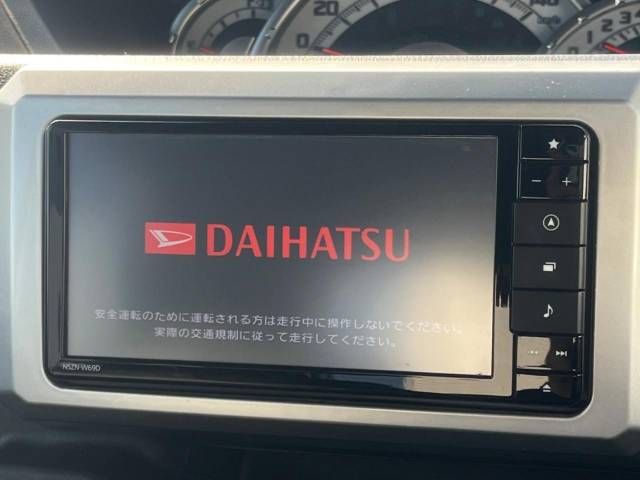 20
140
DAIHATSU
安全運転のために運転される方は走行中に操作しないでください。
実際の交通規制に従って走行してください。
NSZN-W69D